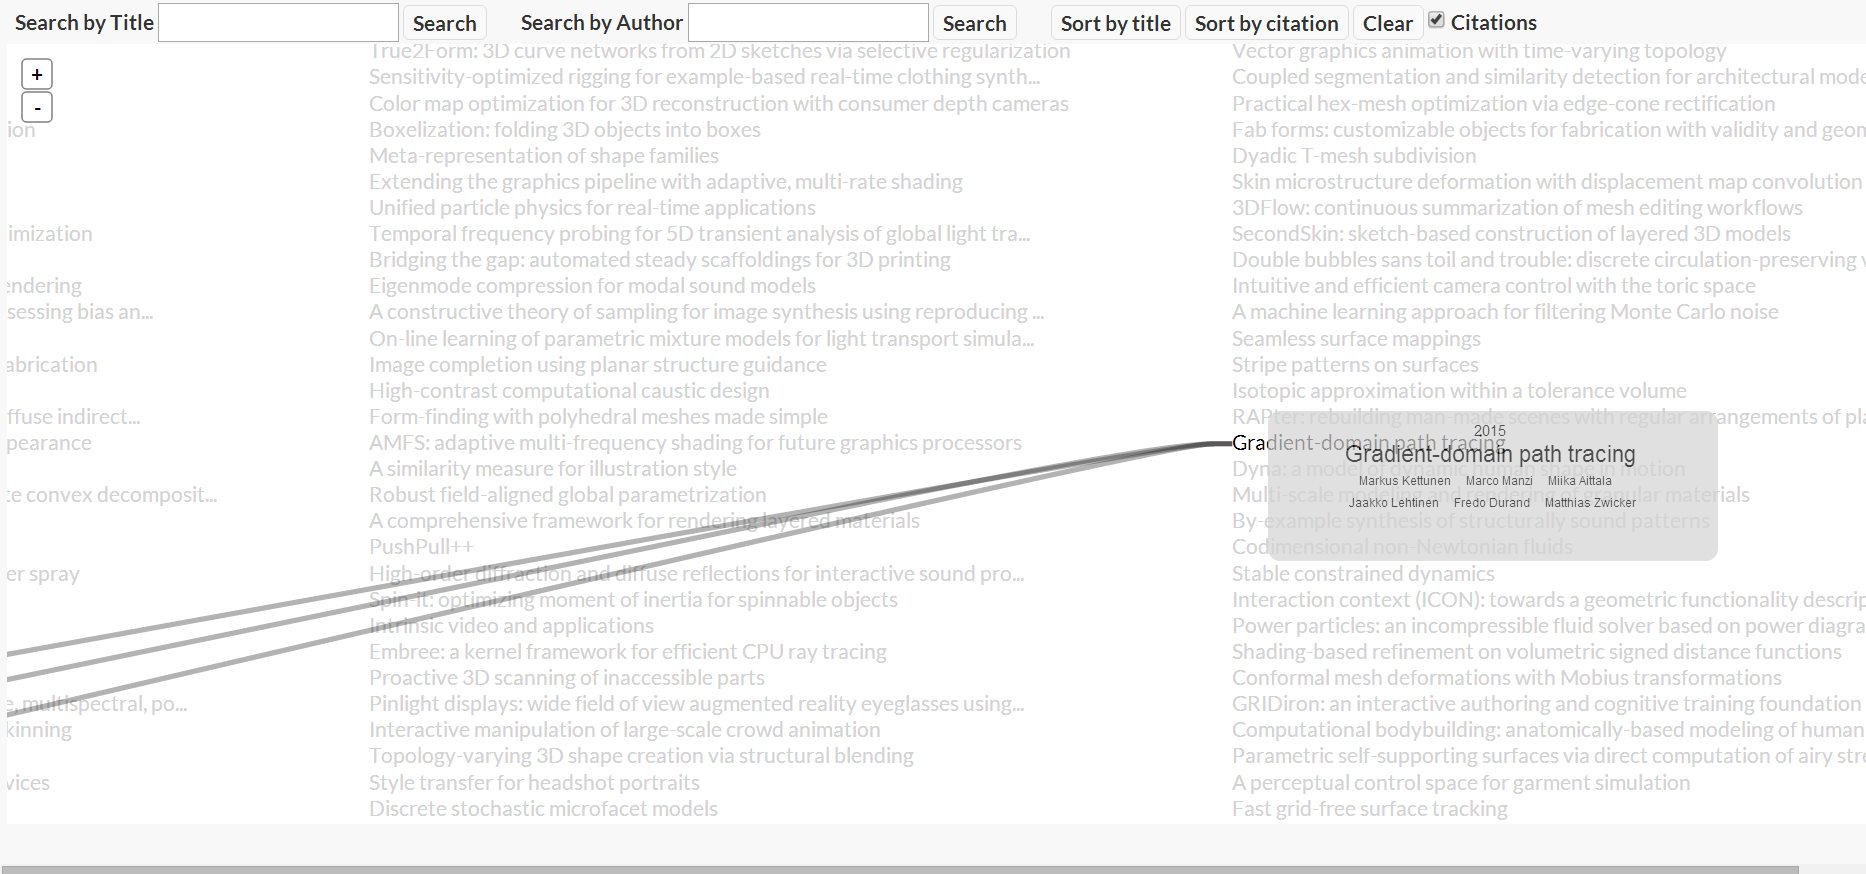 Search by Title Search Search by Author Search Sort by title Sort by citation Clear Citations
+
-
ion
imization
endering
sessing bias an...
abrication
ffuse indirect...
pearance
te convex decomposit...
er spray
e, multispectral, po...
kinning
vices
True2Form: 3D curve networks from 2D sketches via selective regularization
Sensitivity-optimized rigging for example-based real-time clothing synth...
Color map optimization for 3D reconstruction with consumer depth cameras
Boxelization: folding 3D objects into boxes
Meta-representation of shape families
Extending the graphics pipeline with adaptive, multi-rate shading
Unified particle physics for real-time applications
Temporal frequency probing for 5D transient analysis of global light tra...
Bridging the gap: automated steady scaffoldings for 3D printing
Eigenmode compression for modal sound models
A constructive theory of sampling for image synthesis using reproducing ...
On-line learning of parametric mixture models for light transport simula...
Image completion using planar structure guidance
High-contrast computational caustic design
Form-finding with polyhedral meshes made simple
AMFS: adaptive multi-frequency shading for future graphics processors
A similarity measure for illustration style
Robust field-aligned global parametrization
A comprehensive framework for rendering layered materials
PushPull++
High-order diffraction and diffuse reflections for interactive sound pro...
Spin-it: optimizing moment of inertia for spinnable objects
Intrinsic video and applications
Embree: a kernel framework for efficient CPU ray tracing
Proactive 3D scanning of inaccessible parts
Pinlight displays: wide field of view augmented reality eyeglasses using...
Interactive manipulation of large-scale crowd animation
Topology-varying 3D shape creation via structural blending
Style transfer for headshot portraits
Discrete stochastic microfacet models
Vector graphics animation with time-varying topology
Coupled segmentation and similarity detection for architectural mode
Practical hex-mesh optimization via edge-cone rectification
Fab forms: customizable objects for fabrication with validity and geom
Dyadic T-mesh subdivision
Skin microstructure deformation with displacement map convolution
3DFlow: continuous summarization of mesh editing workflows
SecondSkin: sketch-based construction of layered 3D models
Double bubbles sans toil and trouble: discrete circulation-preserving v
Intuitive and efficient camera control with the toric space
A machine learning approach for filtering Monte Carlo noise
Seamless surface mappings
Stripe patterns on surfaces
Isotopic approximation within a tolerance volume
RAPter: rebuilding man-made scenes with regular arrangements of pla
Gradient-domain path tracing
Dyna: a model of dynamic human shape in motion
Multi-scale modeling and rendering of granular materials
By-example synthesis of structurally sound patterns
Codimensional non-Newtonian fluids
Stable constrained dynamics
Interaction context (ICON): towards a geometric functionality descrip
Power particles: an incompressible fluid solver based on power diagra
Shading-based refinement on volumetric signed distance functions
Conformal mesh deformations with Mobius transformations
GRIDiron: an interactive authoring and cognitive training foundation
Computational bodybuilding: anatomically-based modeling of human
Parametric self-supporting surfaces via direct computation of airy stre
A perceptual control space for garment simulation
Fast grid-free surface tracking
2015
Gradient-domain path tracing
Markus Kettunen Marco Manzi Miika Aittala
Jaakko Lehtinen Fredo Durand Matthias Zwicker